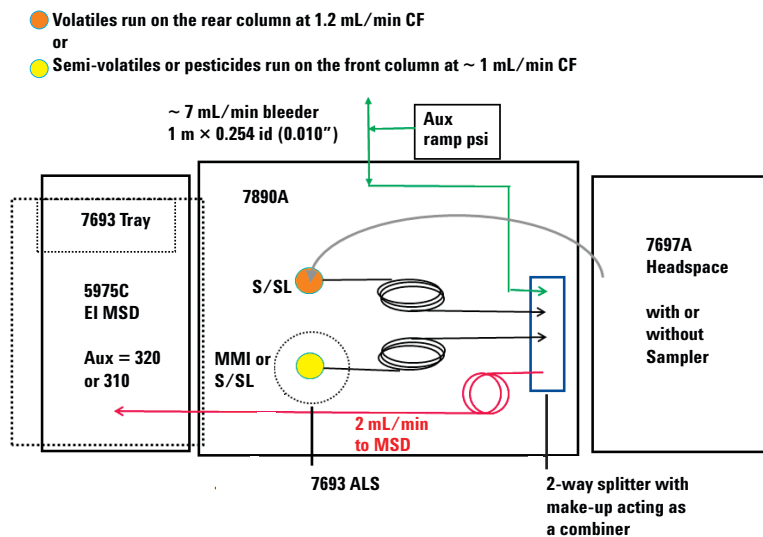 Volatiles run on the rear column at 1.2 mL/min CF
or
Semi-volatiles or pesticides run on the front column at ~ 1 mL/min CF
~ 7 mL/min bleeder
1 m × 0.254 id (0.010")
Aux
ramp psi
7693 Tray
5975C
EI MSD
Aux = 320
or 310
7890A
S/SL
MMI or
S/SL
2 mL/min
to MSD
7697A
Headspace
with or
without
Sampler
7693 ALS
2-way splitter with
make-up acting as
a combiner